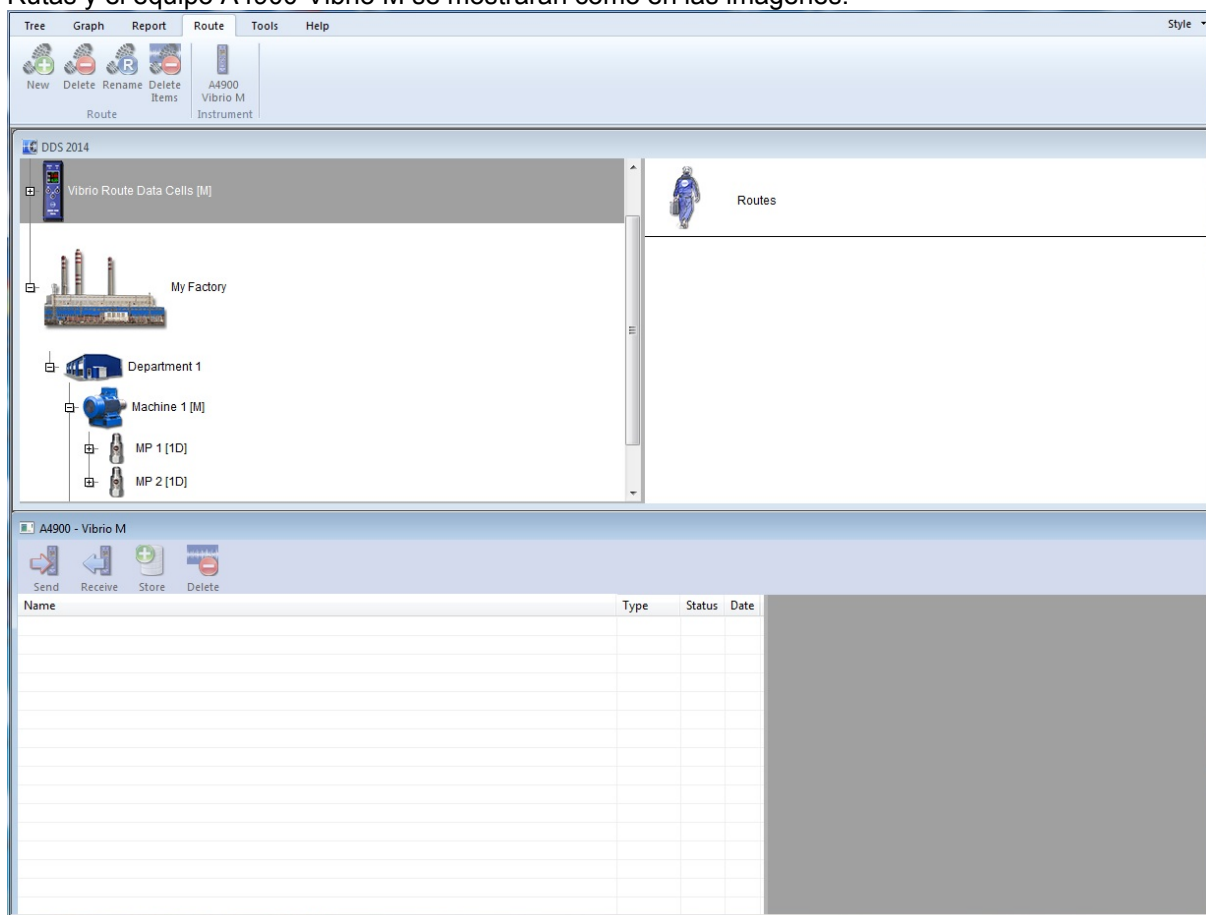 Rutas y el equipo A4900 Vibrio M se mostrarán como en las imágenes.
Tree Graph Report Route Tools Help Style
New Delete Rename Delete Items A4900 Vibrio M
Route Instrument
DDS 2014
Vibrio Route Data Cells [M]
Routes
My Factory
Department 1
Machine 1 [M]
MP 1 [1D]
MP 2 [1D]
A4900 - Vibrio M
Send Receive Store Delete
Name Type Status Date